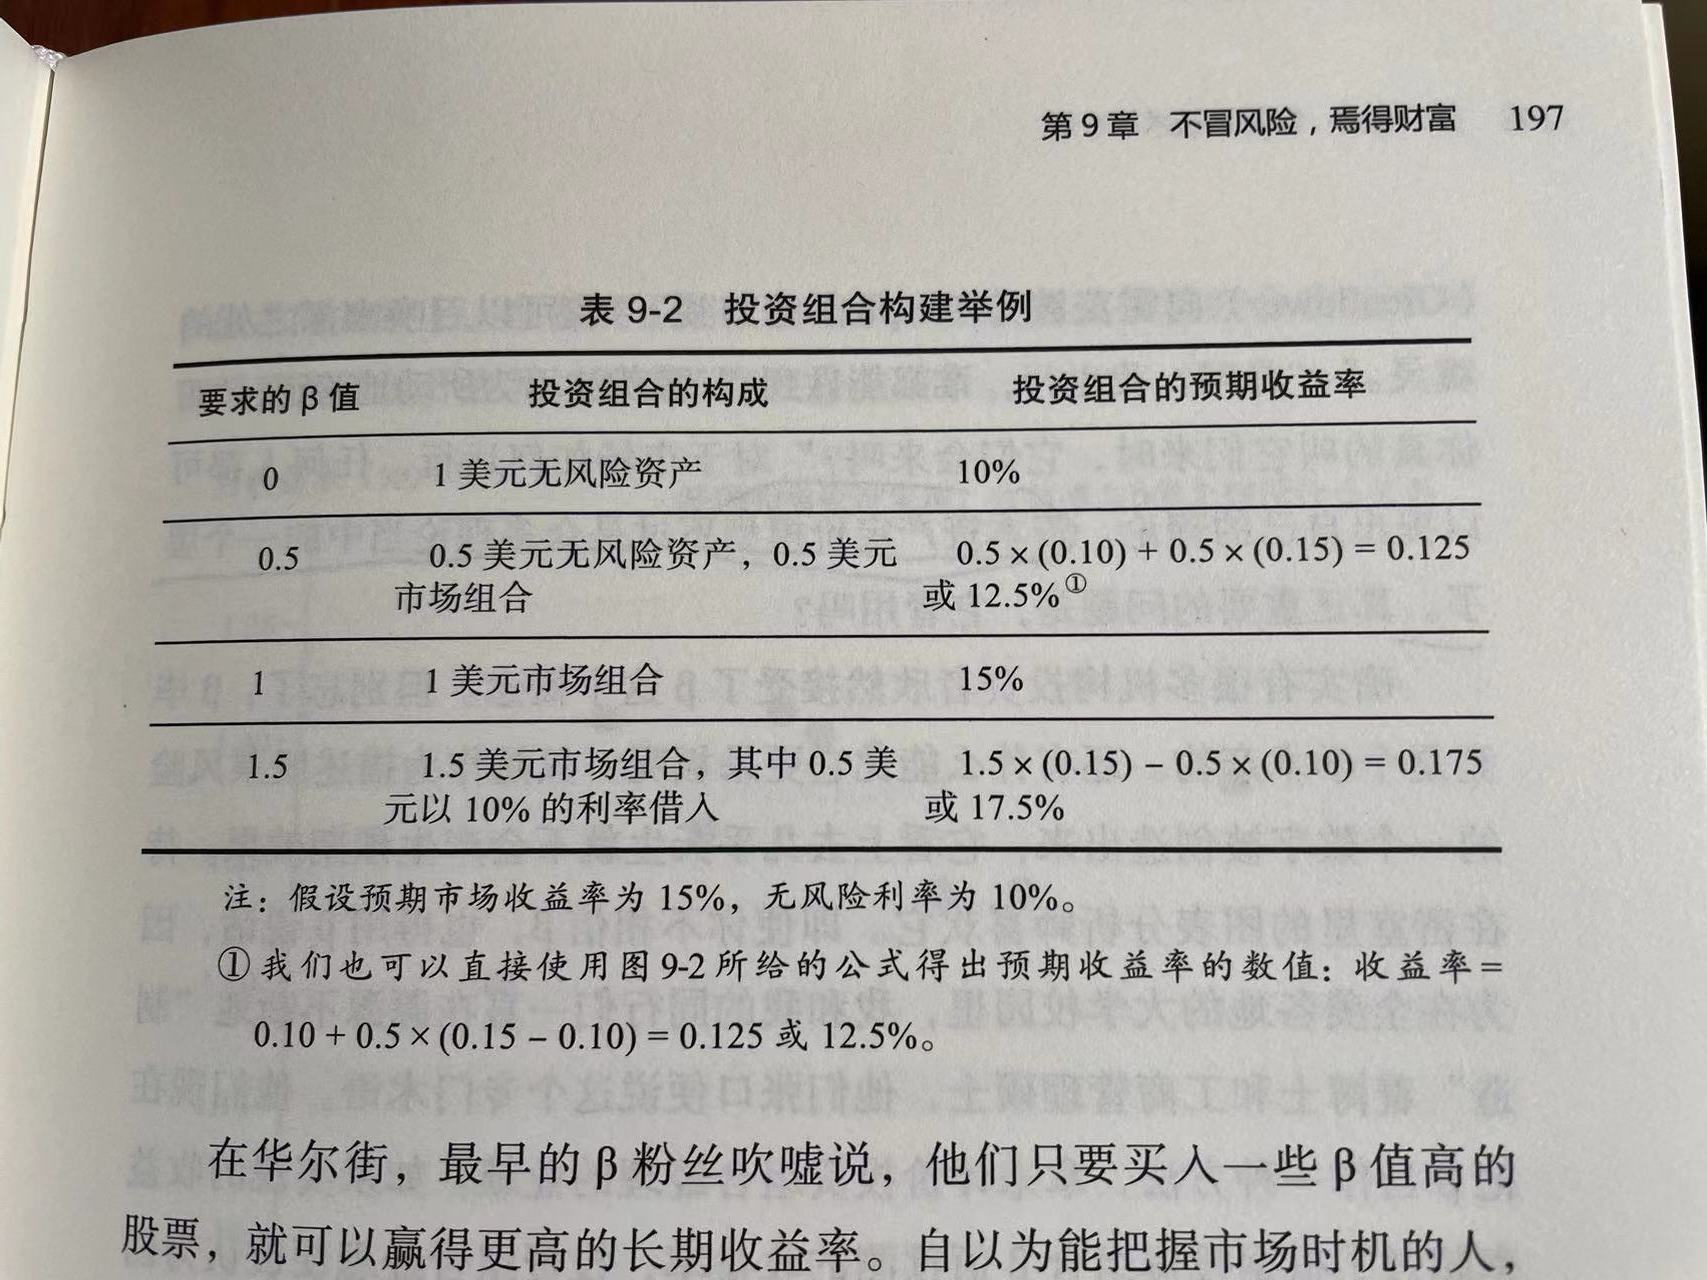 第9章 不冒风险，焉得财富 197
表 9-2 投资组合构建举例
要求的 β 值 投资组合的构成 投资组合的预期收益率
0 1 美元无风险资产 10%
0.5 0.5 美元无风险资产，0.5 美元 0.5 × (0.10) + 0.5 × (0.15) = 0.125
市场组合 或 12.5%①
1 1 美元市场组合 15%
1.5 1.5 美元市场组合，其中 0.5 美 1.5 × (0.15) − 0.5 × (0.10) = 0.175
元以 10% 的利率借入 或 17.5%
注：假设预期市场收益率为 15%，无风险利率为 10%。
①我们也可以直接使用图 9-2 所给的公式得出预期收益率的数值：收益率 =
0.10 + 0.5 × (0.15 − 0.10) = 0.125 或 12.5%。
在华尔街，最早的 β 粉丝吹嘘说，他们只要买入一些 β 值高的
股票，就可以赢得更高的长期收益率。自以为能把握市场时机的人，